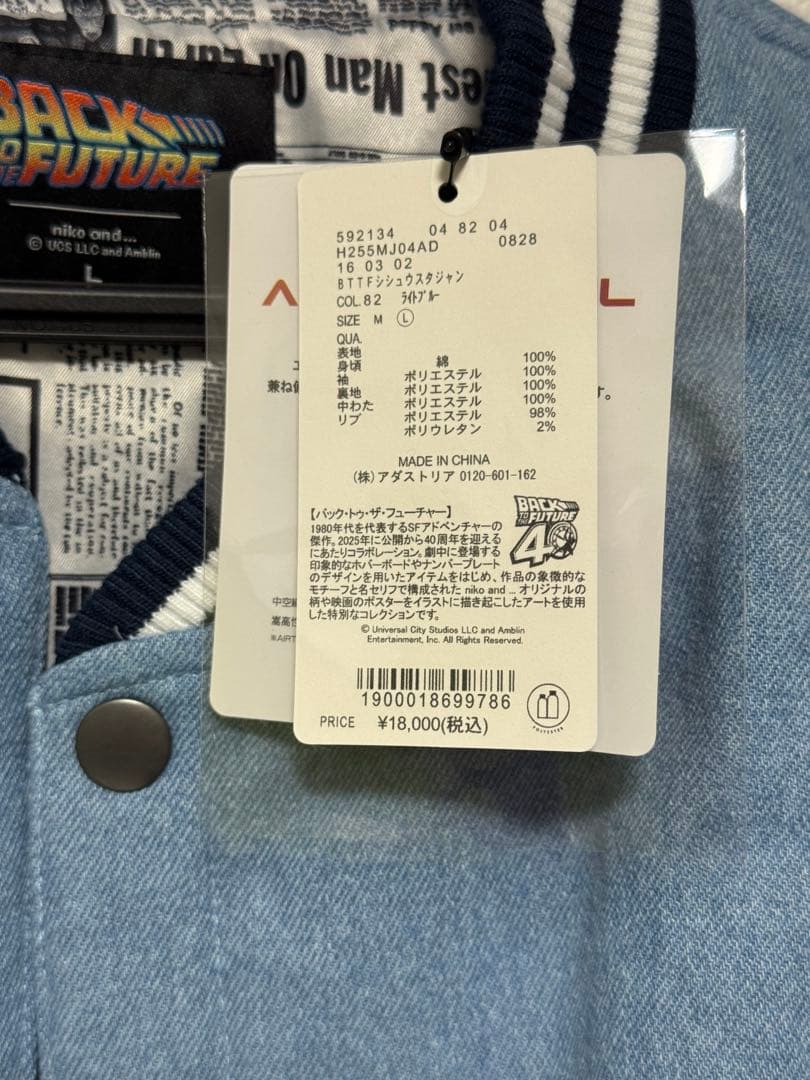 est Man On Earth
BACK
TO
THE FUTURE
niko and...
© UCS LLC and Amblin
L
592134 04 82 04
H255MJ04AD 0828
16 03 02
BTTFシシュウスタジャン
COL.82 ライトブルー
SIZE M Ⓛ
QUA.
表地 綿 100%
身頃 ポリエステル 100%
袖 ポリエステル 100%
裏地 ポリエステル 100%
中わた ポリエステル 98%
リブ ポリウレタン 2%
MADE IN CHINA
(株)アダストリア 0120-601-162
【バック・トゥ・ザ・フューチャー】
1980年代を代表するSFアドベンチャーの
傑作。2025年に公開から40周年を迎える
にあたりコラボレーション。劇中に登場する
印象的なホバーボードやナンバープレート
のデザインを用いたアイテムをはじめ、作品の象徴的な
モチーフと名セリフで構成された niko and ... オリジナルの
柄や映画のポスターをイラストに描き起こしたアートを使用
した特別なコレクションです。
BACK
TO THE
FUTURE
40
© Universal City Studios LLC and Amblin
Entertainment, Inc. All Rights Reserved.
1900018699786
PRICE ¥18,000(税込)
POLYESTER
兼ね備
す。
中空
嵩高性
※AIRT